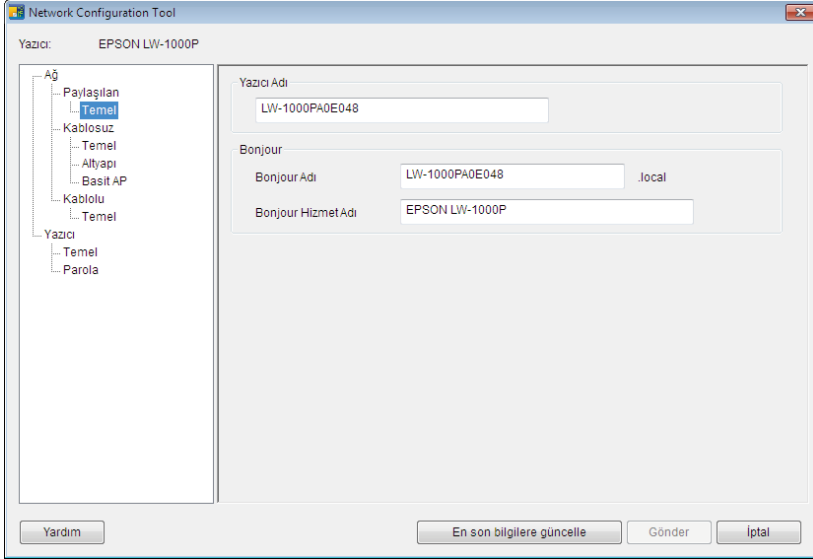 Network Configuration Tool
Yazıcı: EPSON LW-1000P
Ağ
Paylaşılan
Temel
Kablosuz
Temel
Altyapı
Basit AP
Kablolu
Temel
Yazıcı
Temel
Parola
Yazıcı Adı
LW-1000PA0E048
Bonjour
Bonjour Adı LW-1000PA0E048 .local
Bonjour Hizmet Adı EPSON LW-1000P
Yardım En son bilgilere güncelle Gönder İptal